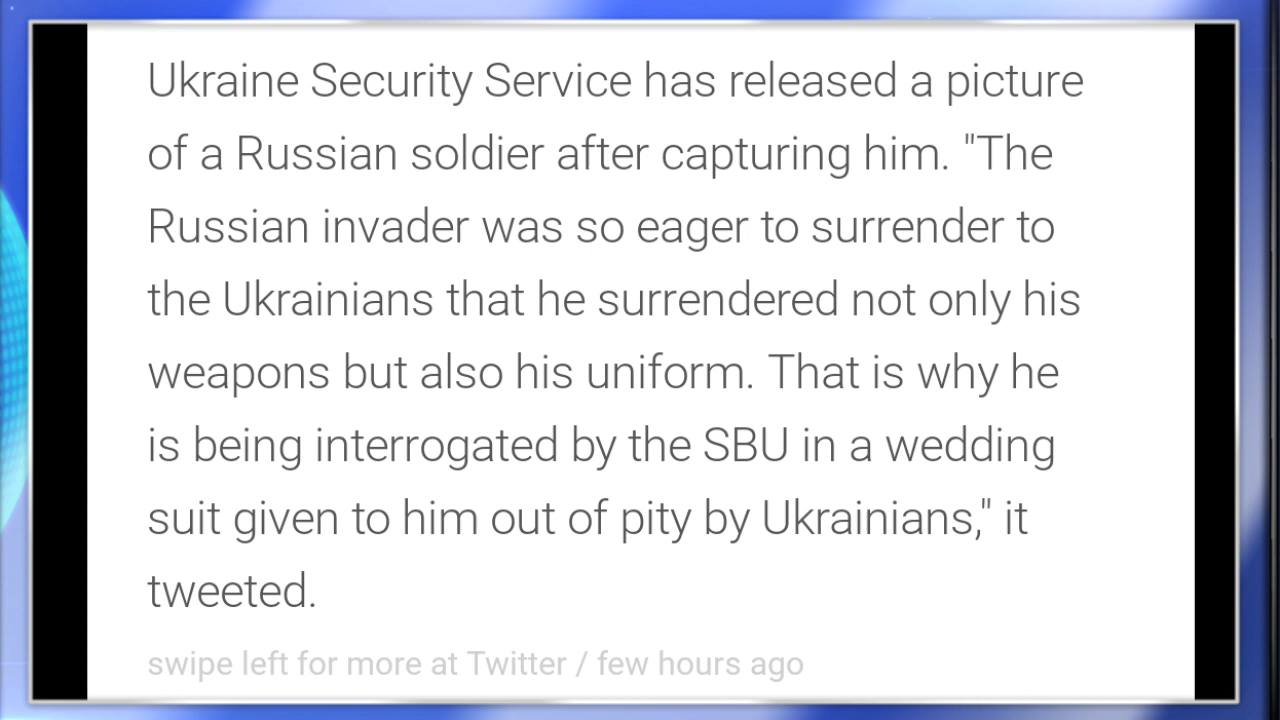 Ukraine Security Service has released a picture
of a Russian soldier after capturing him. "The
Russian invader was so eager to surrender to
the Ukrainians that he surrendered not only his
weapons but also his uniform. That is why he
is being interrogated by the SBU in a wedding
suit given to him out of pity by Ukrainians," it
tweeted.
swipe left for more at Twitter / few hours ago